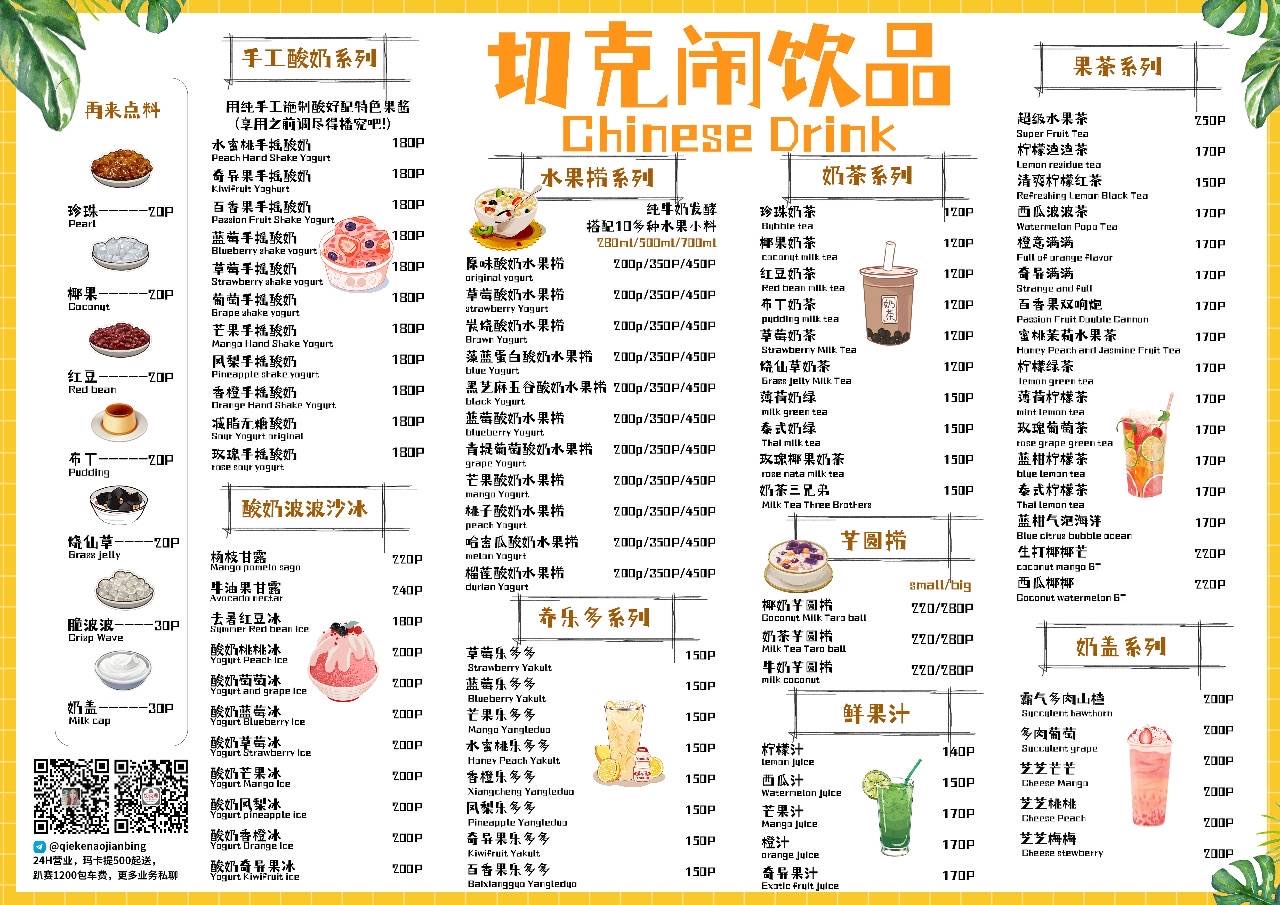 切克闹饮品
Chinese Drink
再来点料
珍珠-----20P
Pearl
椰果-----20P
Coconut
红豆-----20P
Red bean
布丁-----20P
Pudding
烧仙草----20P
Grass jelly
脆波波----30P
Crisp Wave
奶盖-----30P
Milk cap
@qiekenaojianbing
24H营业，玛卡提500起送，
趴赛1200包车费，更多业务私聊
手工酸奶系列
用纯手工施制酸好配特色果酱
(享用之前调尽得播究吧!)
水蜜桃手摇酸奶 180P
Peach Hand Shake Yogurt
奇异果手摇酸奶 180P
Kiwifruit Yoghurt
百香果手摇酸奶 180P
Passion Fruit Shake Yogurt
蓝莓手摇酸奶 180P
Blueberry shake yogurt
草莓手摇酸奶 180P
Strawberry shake yogurt
葡萄手摇酸奶 180P
Grape shake yogurt
芒果手摇酸奶 180P
Mango Hand Shake Yogurt
凤梨手摇酸奶 180P
Pineapple shake yogurt
香橙手摇酸奶 180P
Orange Hand Shake Yogurt
减脂无糖酸奶 180P
Sour Yogurt original
玫瑰手摇酸奶 180P
rose sour yogurt
酸奶波波沙冰
杨枝甘露 220P
Mango pomelo sago
牛油果甘露 240P
Avocado nectar
去暑红豆冰 180P
Summer Red bean ice
酸奶桃桃冰 200P
Yogurt Peach ice
酸奶葡萄冰 200P
Yogurt and grape ice
酸奶蓝莓冰 200P
Yogurt Blueberry ice
酸奶草莓冰 200P
Yogurt Strawberry ice
酸奶芒果冰 200P
Yogurt Mango ice
酸奶凤梨冰 200P
Yogurt pineapple ice
酸奶香橙冰 200P
Yogurt Orange ice
酸奶奇异果冰 200P
Yogurt Kiwifruit ice
水果捞系列
纯牛奶发酵
搭配10多种水果小料
280ml/500ml/700ml
原味酸奶水果捞 200p/350P/450P
original yogurt
草莓酸奶水果捞 200p/350P/450P
strawberry Yogurt
炭烧酸奶水果捞 200p/350P/450P
Brown Yogurt
藻蓝蛋白酸奶水果捞 200p/350P/450P
blue Yogurt
黑芝麻五谷酸奶水果捞 200p/350P/450P
black Yogurt
蓝莓酸奶水果捞 200p/350P/450P
blueberry Yogurt
青提葡萄酸奶水果捞 200p/350P/450P
grape Yogurt
芒果酸奶水果捞 200p/350P/450P
mango Yogurt
桃子酸奶水果捞 200p/350P/450P
peach Yogurt
哈密瓜酸奶水果捞 200p/350P/450P
melon Yogurt
榴莲酸奶水果捞 200p/350P/450P
durian Yogurt
养乐多系列
草莓乐多多 150P
Strawberry Yakult
蓝莓乐多多 150P
Blueberry Yakult
芒果乐多多 150P
Mango Yangleduo
水蜜桃乐多多 150P
Honey Peach Yakult
香橙乐多多 150P
Xiangcheng Yangleduo
凤梨乐多多 150P
Pineapple Yangleduo
奇异果乐多多 150P
Kiwifruit Yakult
百香果乐多多 150P
Baixiangguo Yangleduo
奶茶系列
珍珠奶茶 120P
Bubble tea
椰果奶茶 120P
coconut milk tea
红豆奶茶 120P
Red bean milk tea
布丁奶茶 120P
pudding milk tea
草莓奶茶 120P
Strawberry Milk Tea
烧仙草奶茶 120P
Grass jelly Milk Tea
薄荷奶绿 150P
milk green tea
泰式奶绿 150P
Thai milk tea
玫瑰椰果奶茶 150P
rose nata milk tea
奶茶三兄弟 150P
Milk Tea Three Brothers
奶茶
芋圆捞
small/big
椰奶芋圆捞 220/280P
Coconut Milk Taro ball
奶茶芋圆捞 220/280P
Milk Tea Taro ball
牛奶芋圆捞 220/280P
milk coconut
鲜果汁
柠檬汁 140P
lemon juice
西瓜汁 150P
Watermelon juice
芒果汁 170P
Mango juice
橙汁 170P
orange juice
奇异果汁 170P
Exotic fruit juice
果茶系列
超级水果茶 250P
Super Fruit Tea
柠檬渣渣茶 170P
Lemon residue tea
清爽柠檬红茶 150P
Refreshing Lemon Black Tea
西瓜波波茶 170P
Watermelon Popo Tea
橙意满满 170P
Full of orange flavor
奇异满满 170P
Strange and full
百香果双响炮 170P
Passion Fruit Double Cannon
蜜桃茉莉水果茶 170P
Honey Peach and Jasmine Fruit Tea
柠檬绿茶 170P
lemon green tea
薄荷柠檬茶 170P
mint lemon tea
玫瑰葡萄茶 170P
rose grape green tea
蓝柑柠檬茶 170P
blue lemon tea
泰式柠檬茶 170P
Thai lemon tea
蓝柑气泡海洋 170P
Blue citrus bubble ocean
生打椰椰芒 220P
coconut mango 6"
西瓜椰椰 220P
Coconut watermelon 6"
奶盖系列
霸气多肉山楂 200P
Succulent hawthorn
多肉葡萄 200P
Succulent grape
芝芝芒芒 200P
Cheese Mango
芝芝桃桃 200P
Cheese Peach
200P
芝芝梅梅 200P
Cheese stewberry